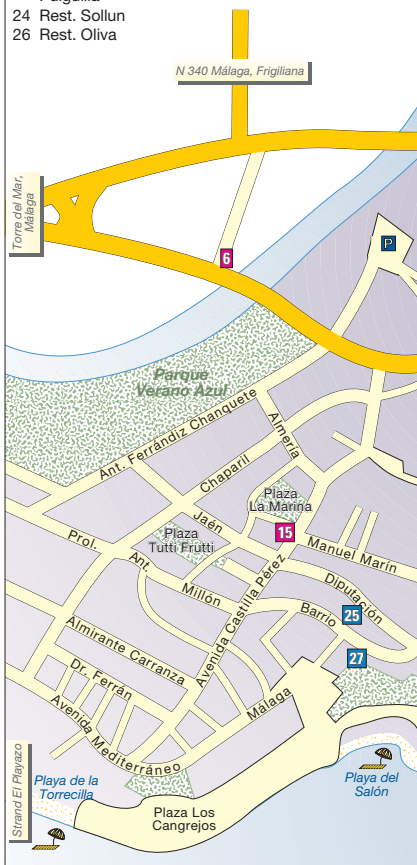 24 Rest. Sollun
26 Rest. Oliva
N 340 Málaga, Frigiliana
Torre del Mar,
Málaga
6
P
Parque
Verano Azul
Ant. Ferrándiz Chanquete
Almería
Chaparil
Plaza
La Marina
Jaén
15
Plaza
Tutti Frutti
Manuel Marín
Prol.
Ant.
Millón
Avenida Castilla Pérez
Diputación
25
Barrio
27
Almirante Carranza
Dr. Ferrán
Málaga
Avenida Mediterráneo
Strand El Playazo
Playa de la
Torrecilla
Playa del
Salón
Plaza Los
Cangrejos